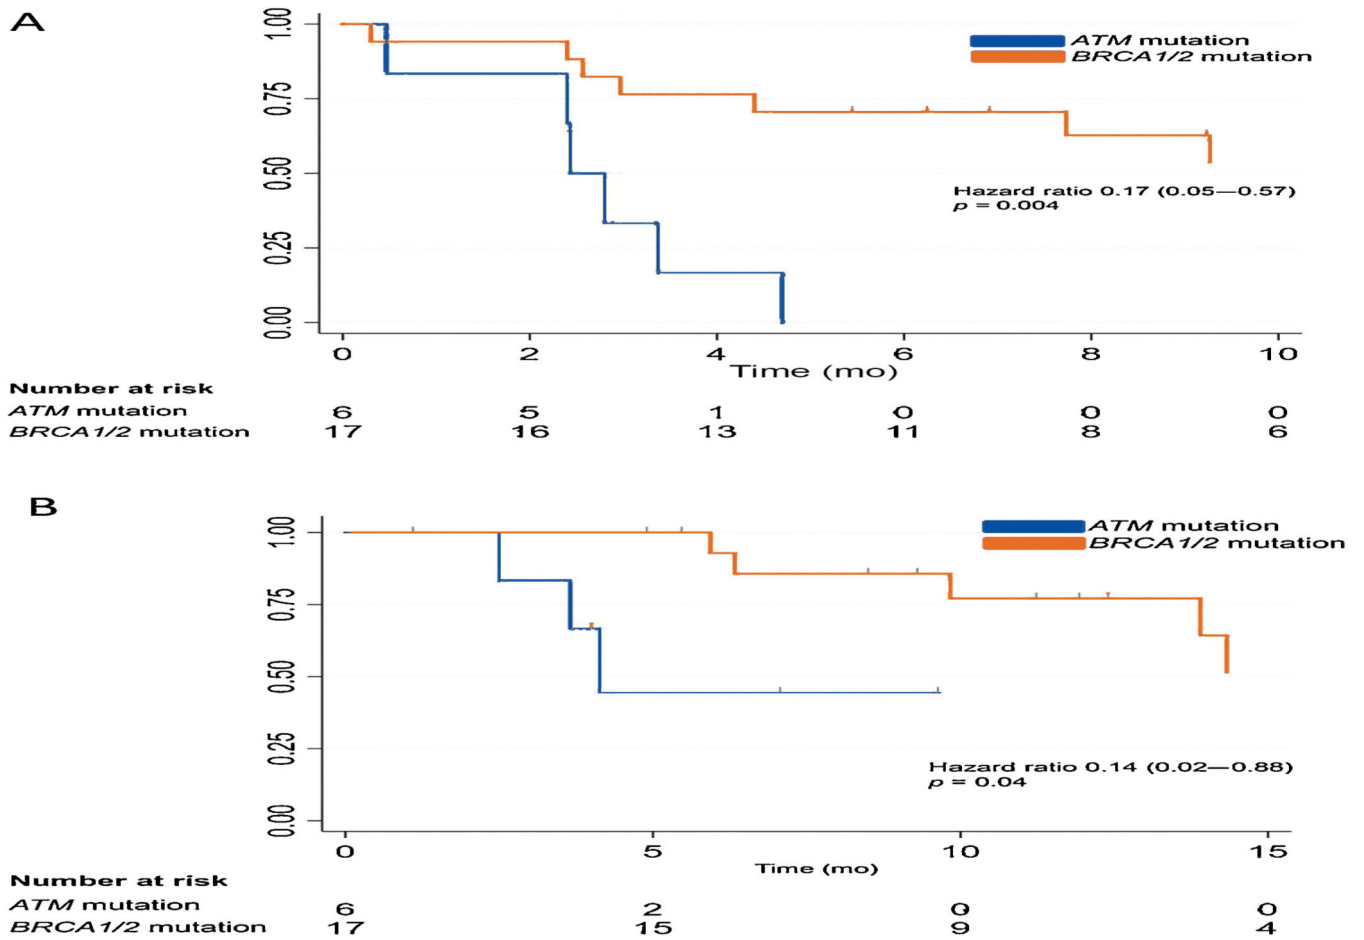 A
1.00
0.75
0.50
0.25
0.00
ATM mutation
BRCA1/2 mutation
Hazard ratio 0.17 (0.05—0.57)
p = 0.004
0 2 4 6 8 10
Time (mo)
Number at risk
ATM mutation 6 5 1 0 0 0
BRCA1/2 mutation 17 16 13 11 8 6
B
1.00
0.75
0.50
0.25
0.00
ATM mutation
BRCA1/2 mutation
Hazard ratio 0.14 (0.02—0.88)
p = 0.04
0 5 10 15
Time (mo)
Number at risk
ATM mutation 6 2 0 0
BRCA1/2 mutation 17 15 9 4